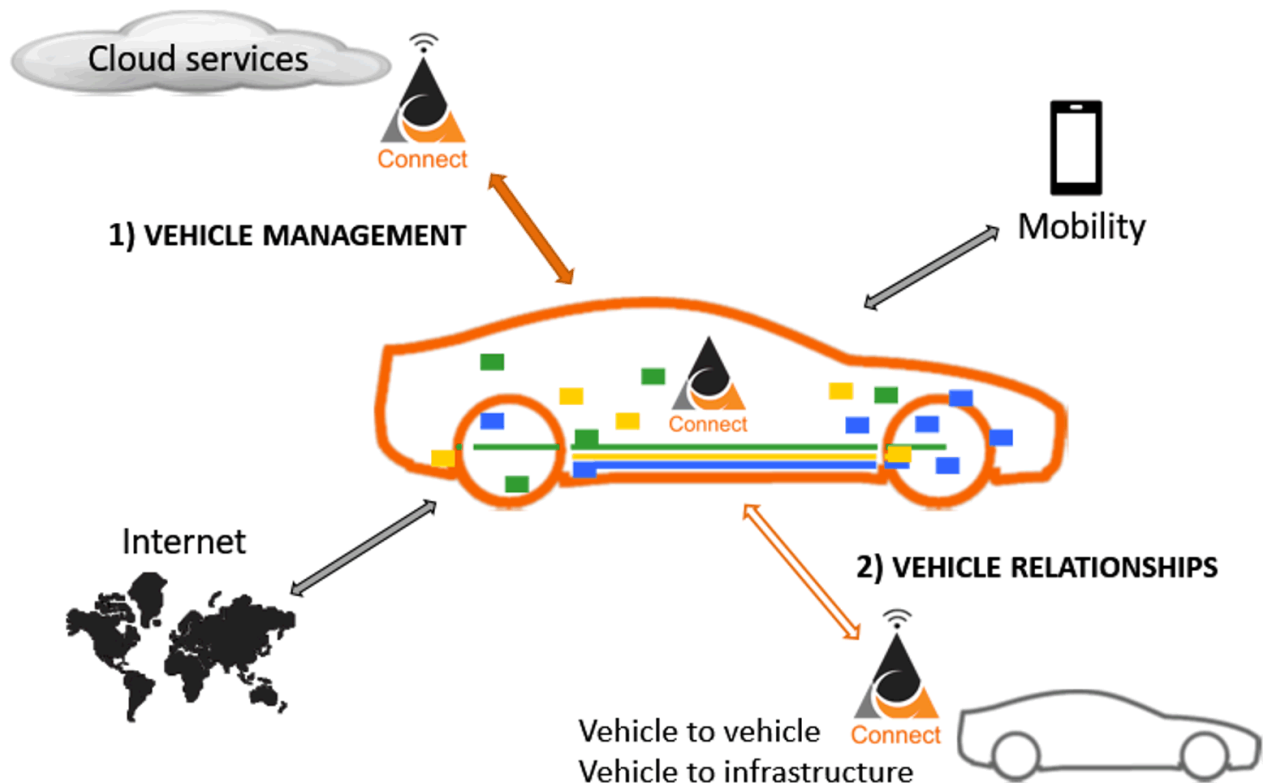 Cloud services
Connect
1) VEHICLE MANAGEMENT
Mobility
Connect
Internet
2) VEHICLE RELATIONSHIPS
Connect
Vehicle to vehicle
Vehicle to infrastructure